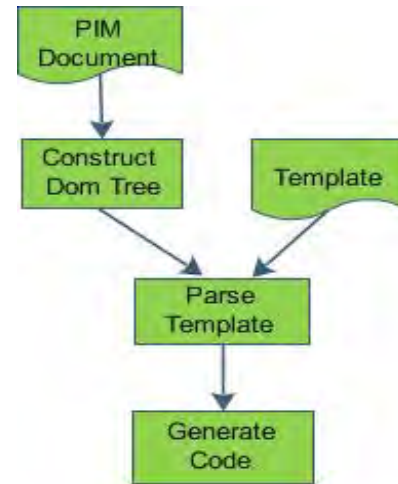 PIM
Document
Construct
Dom Tree
Template
Parse
Template
Generate
Code